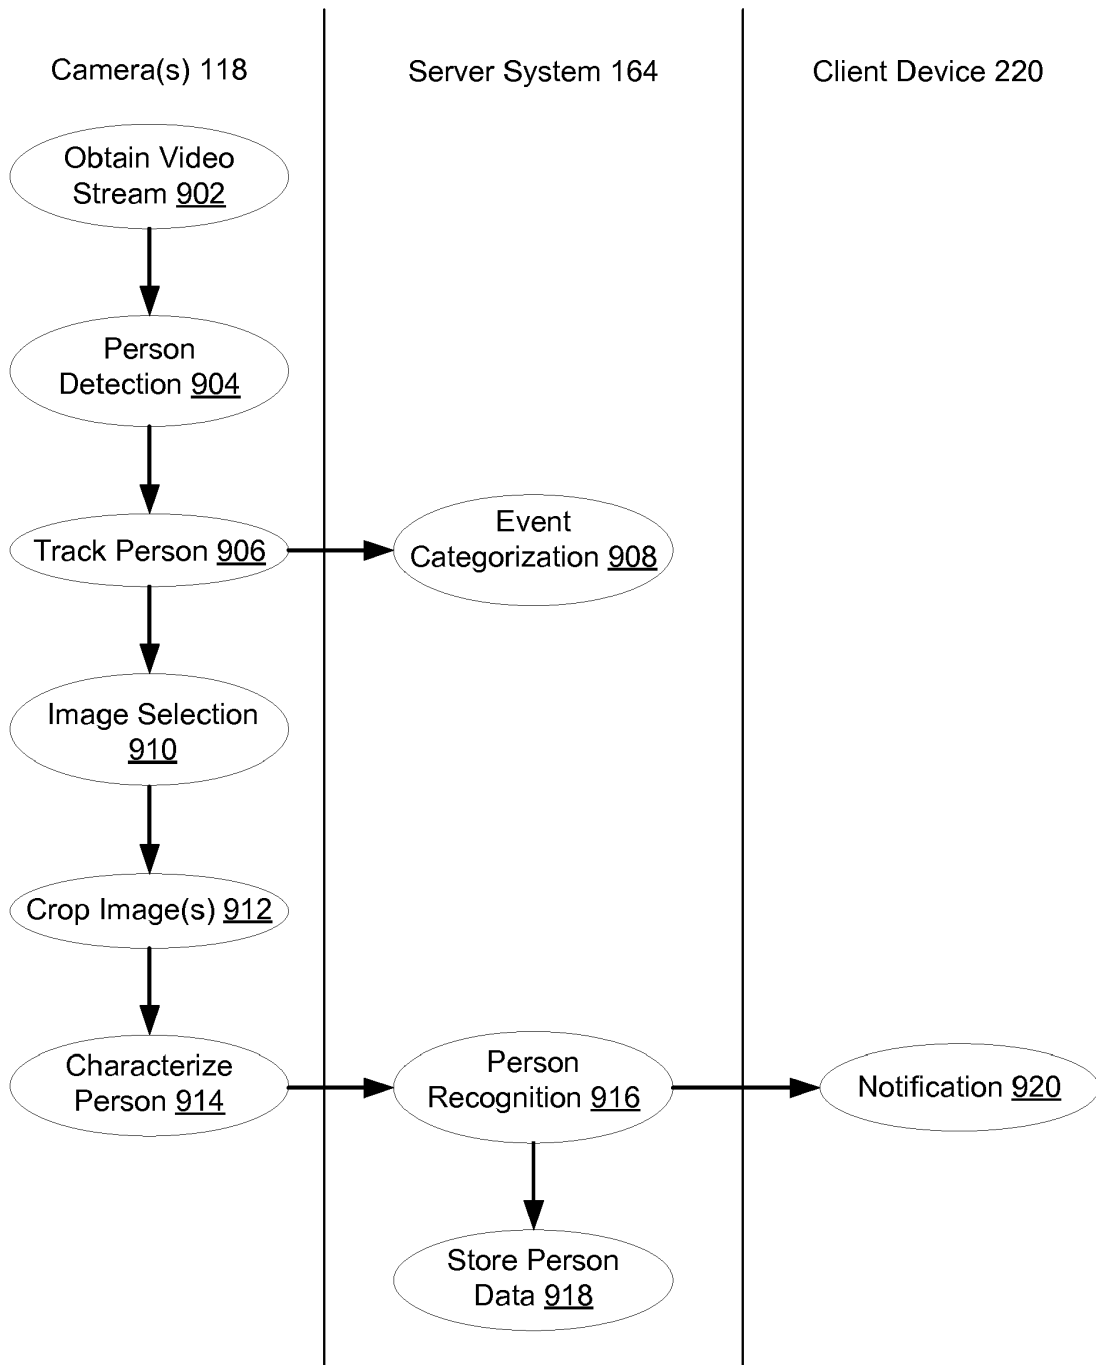 Camera(s) 118
Server System 164
Client Device 220
Obtain Video
Stream 902
Person
Detection 904
Track Person 906
Event
Categorization 908
Image Selection
910
Crop Image(s) 912
Characterize
Person 914
Person
Recognition 916
Notification 920
Store Person
Data 918